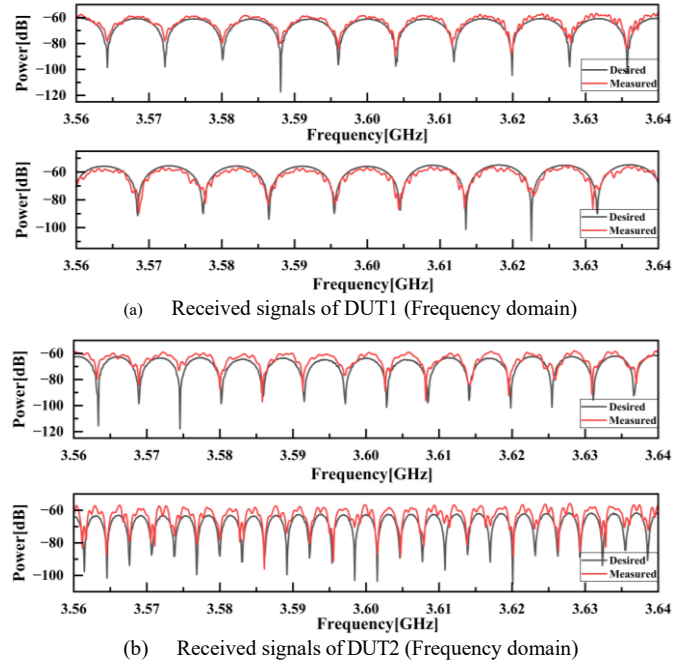 Power[dB]
−60
−80
−100
−120
Desired
Measured
3.56 3.57 3.58 3.59 3.60 3.61 3.62 3.63 3.64
Frequency[GHz]
Power[dB]
−60
−80
−100
Desired
Measured
3.56 3.57 3.58 3.59 3.60 3.61 3.62 3.63 3.64
Frequency[GHz]
(a) Received signals of DUT1 (Frequency domain)
Power[dB]
−60
−80
−100
−120
Desired
Measured
3.56 3.57 3.58 3.59 3.60 3.61 3.62 3.63 3.64
Frequency[GHz]
Power[dB]
−60
−80
−100
Desired
Measured
3.56 3.57 3.58 3.59 3.60 3.61 3.62 3.63 3.64
Frequency[GHz]
(b) Received signals of DUT2 (Frequency domain)